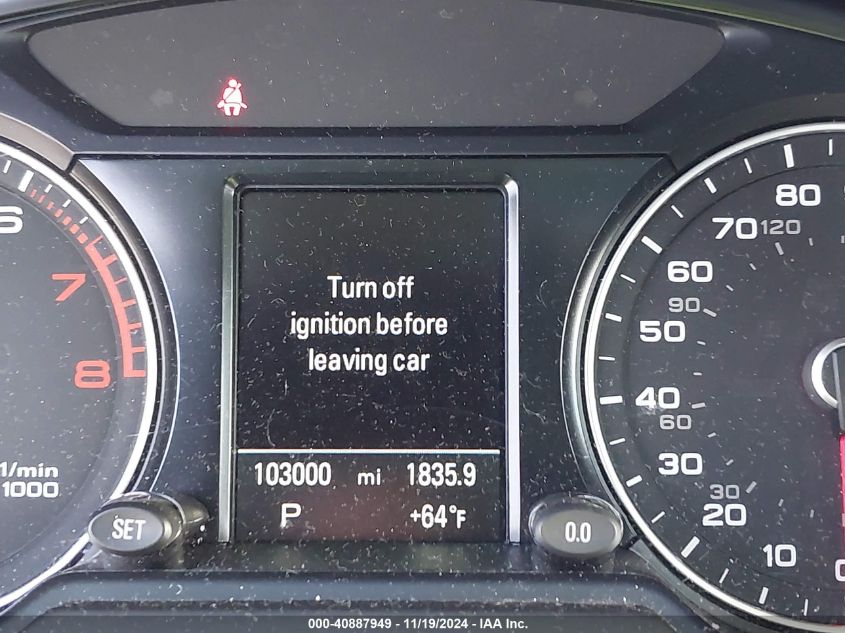 Turn off
ignition before
leaving car
103000 mi 1835.9
P +64°F
SET
0.0
6
7
8
1/min
1000
80
70 120
60
90
50
40
60
30
30
20
10
0
000-40887949 - 11/19/2024 - IAA Inc.